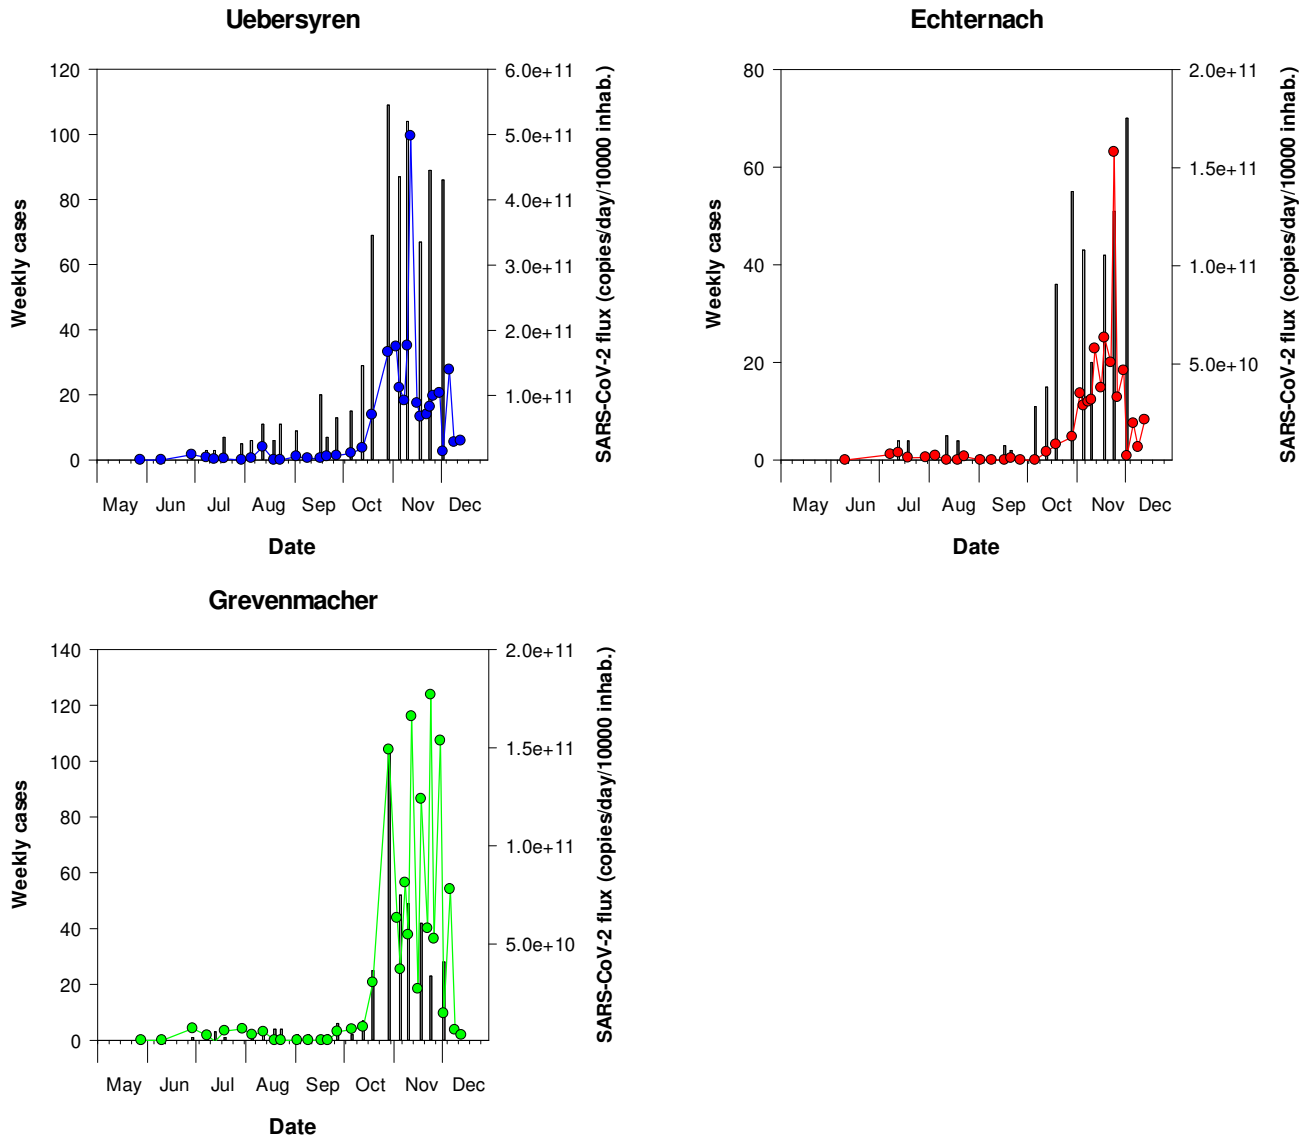 Uebersyren
120
100
80
60
40
20
0
Weekly cases
6.0e+11
5.0e+11
4.0e+11
3.0e+11
2.0e+11
1.0e+11
SARS-CoV-2 flux (copies/day/10000 inhab.)
May Jun Jul Aug Sep Oct Nov Dec
Date
Echternach
80
60
40
20
0
Weekly cases
2.0e+11
1.5e+11
1.0e+11
5.0e+10
SARS-CoV-2 flux (copies/day/10000 inhab.)
May Jun Jul Aug Sep Oct Nov Dec
Date
Grevenmacher
140
120
100
80
60
40
20
0
Weekly cases
2.0e+11
1.5e+11
1.0e+11
5.0e+10
SARS-CoV-2 flux (copies/day/10000 inhab.)
May Jun Jul Aug Sep Oct Nov Dec
Date